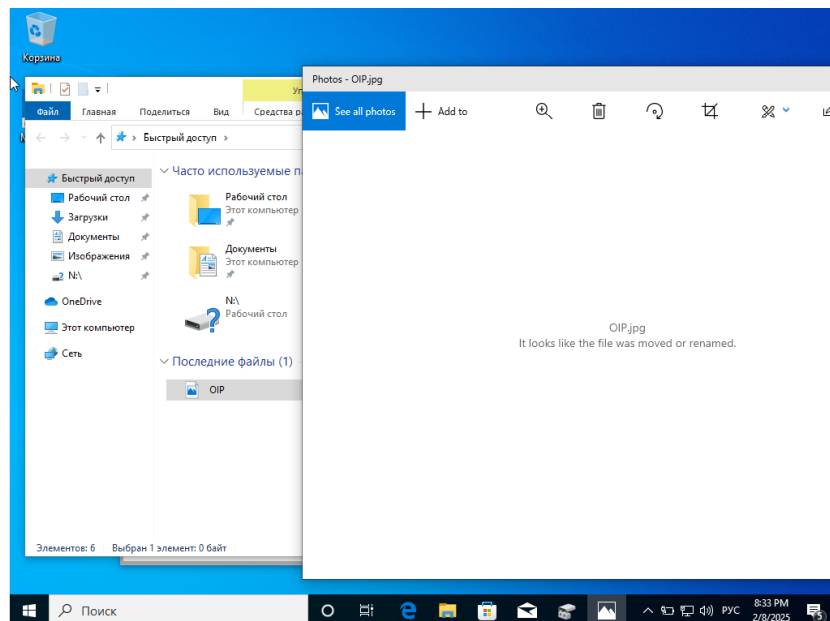 Корзина
Файл
Главная
Поделиться
Вид
Средства
Быстрый доступ
Быстрый доступ
Рабочий стол
Загрузки
Документы
Изображения
N:\
OneDrive
Этот компьютер
Сеть
Часто используемые
Рабочий стол
Этот компьютер
Документы
Этот компьютер
N:\
Рабочий стол
Последние файлы (1)
OIP
Элементов: 6 Выбран 1 элемент: 0 байт
Photos - OIP.jpg
See all photos
Add to
OIP.jpg
It looks like the file was moved or renamed.
Поиск
РУС
8:33 PM
2/8/2025
5